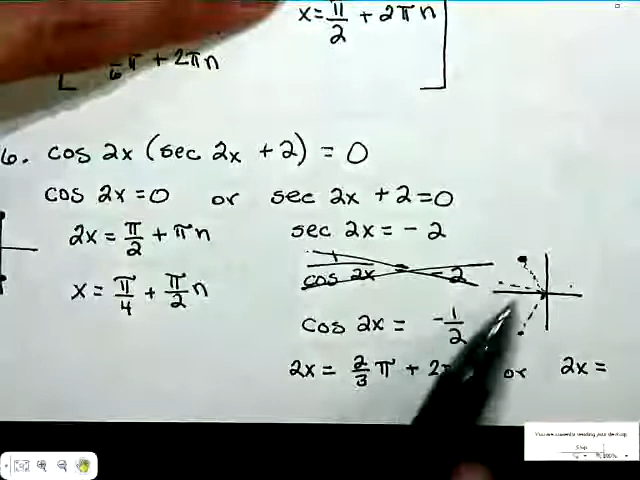 x = π/2 + 2πn
π + 2πn
6. cos 2x (sec 2x + 2) = 0
cos 2x = 0 or sec 2x + 2 = 0
2x = π/2 + πn
sec 2x = - 2
x = π/4 + π/2 n
cos 2x - 2
cos 2x = - 1/2
2x = 2/3 π + 2 or 2x =